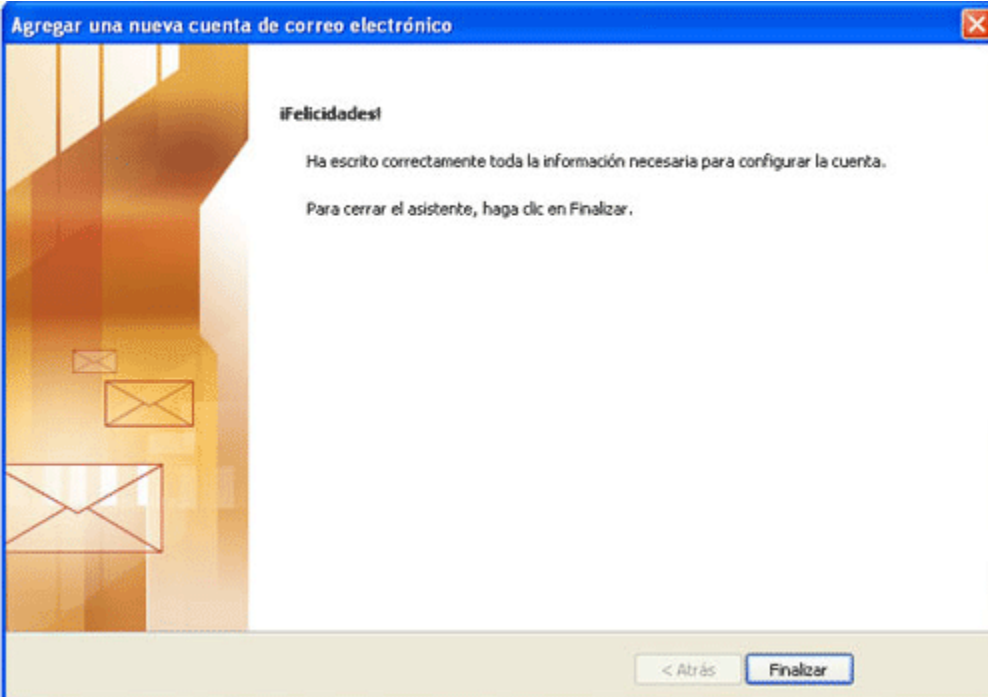 Agregar una nueva cuenta de correo electrónico
¡Felicidades!
Ha escrito correctamente toda la información necesaria para configurar la cuenta.
Para cerrar el asistente, haga clic en Finalizar.
< Atrás
Finalizar